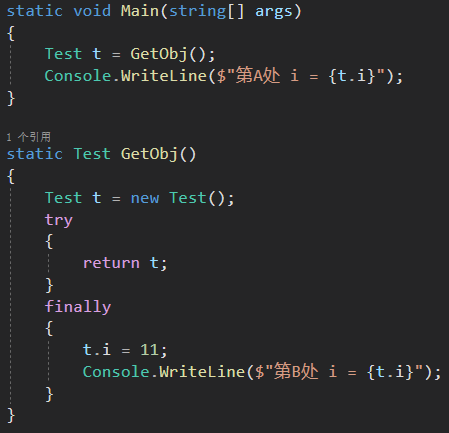 static void Main(string[] args)
{
    Test t = GetObj();
    Console.WriteLine($"第A处 i = {t.i}");
}
1 个引用
static Test GetObj()
{
    Test t = new Test();
    try
    {
        return t;
    }
    finally
    {
        t.i = 11;
        Console.WriteLine($"第B处 i = {t.i}");
    }
}